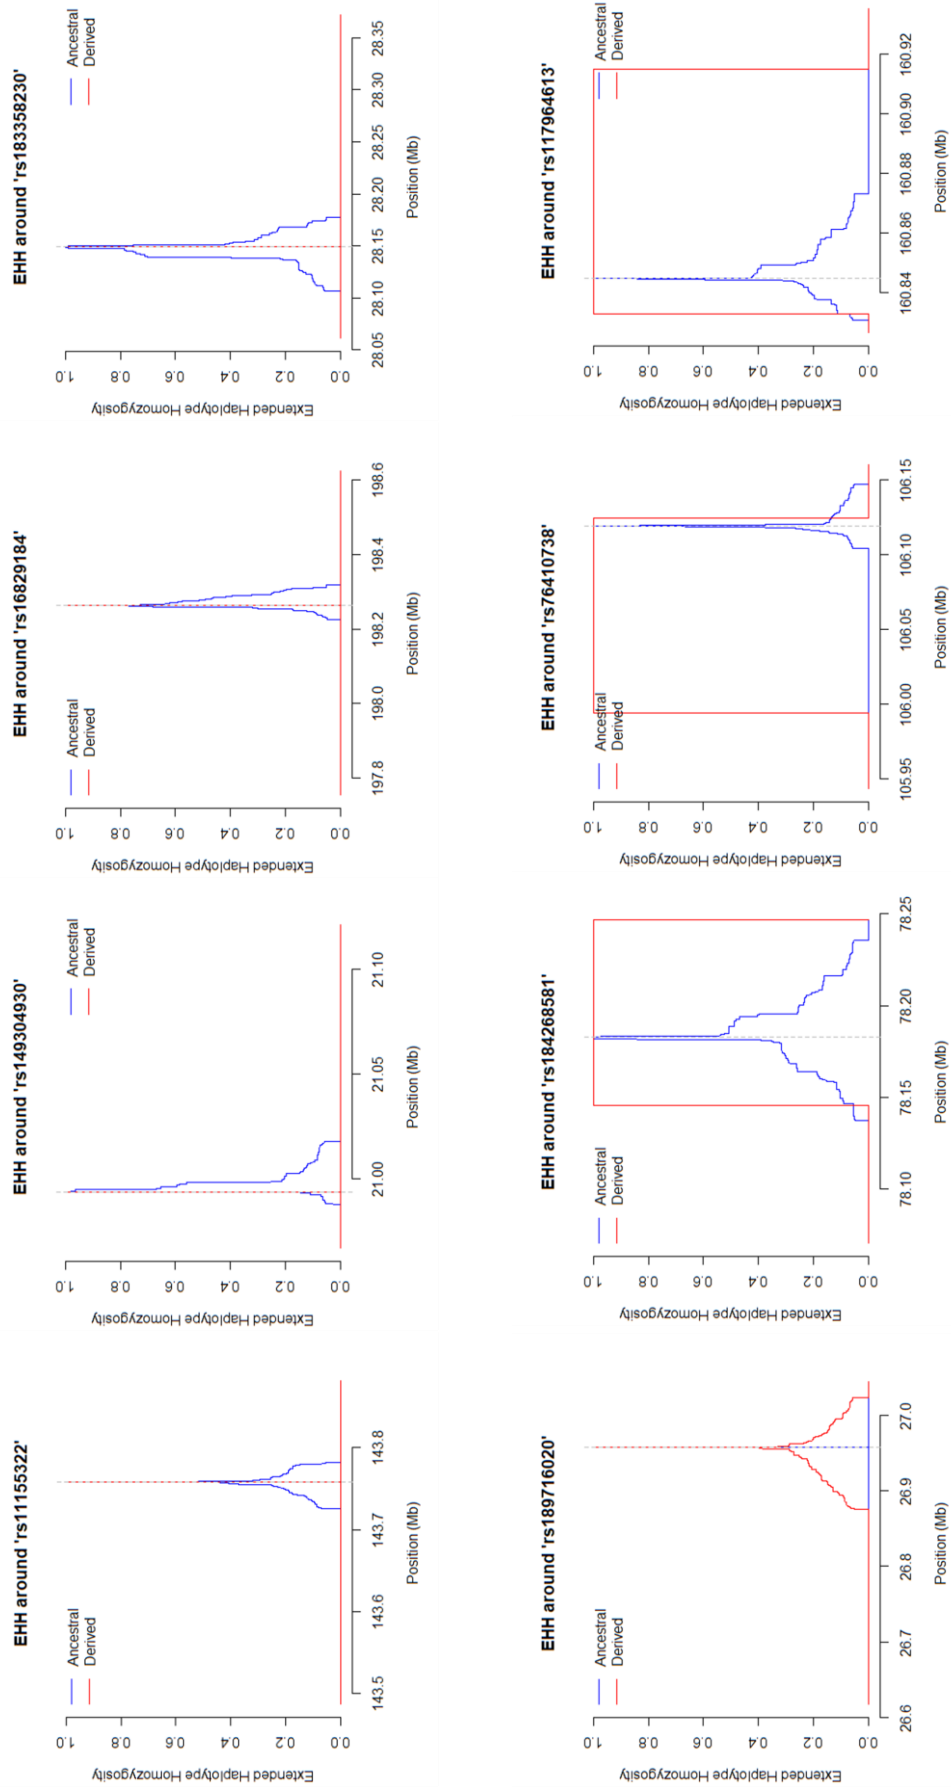 EHH around 'rs11155322'
Extended Haplotype Homozygosity
1.0
0.8
0.6
0.4
0.2
0.0
Ancestral
Derived
143.5 143.6 143.7 143.8
Position (Mb)
EHH around 'rs149304930'
Extended Haplotype Homozygosity
1.0
0.8
0.6
0.4
0.2
0.0
Ancestral
Derived
21.00 21.05 21.10
Position (Mb)
EHH around 'rs16829184'
Extended Haplotype Homozygosity
1.0
0.8
0.6
0.4
0.2
0.0
Ancestral
Derived
197.8 198.0 198.2 198.4 198.6
Position (Mb)
EHH around 'rs183358230'
Extended Haplotype Homozygosity
1.0
0.8
0.6
0.4
0.2
0.0
Ancestral
Derived
28.05 28.10 28.15 28.20 28.25 28.30 28.35
Position (Mb)
EHH around 'rs189716020'
Extended Haplotype Homozygosity
1.0
0.8
0.6
0.4
0.2
0.0
Ancestral
Derived
26.6 26.7 26.8 26.9 27.0
Position (Mb)
EHH around 'rs184268581'
Extended Haplotype Homozygosity
1.0
0.8
0.6
0.4
0.2
0.0
Ancestral
Derived
78.10 78.15 78.20 78.25
Position (Mb)
EHH around 'rs76410738'
Extended Haplotype Homozygosity
1.0
0.8
0.6
0.4
0.2
0.0
Ancestral
Derived
105.95 106.00 106.05 106.10 106.15
Position (Mb)
EHH around 'rs117964613'
Extended Haplotype Homozygosity
1.0
0.8
0.6
0.4
0.2
0.0
Ancestral
Derived
160.84 160.86 160.88 160.90 160.92
Position (Mb)